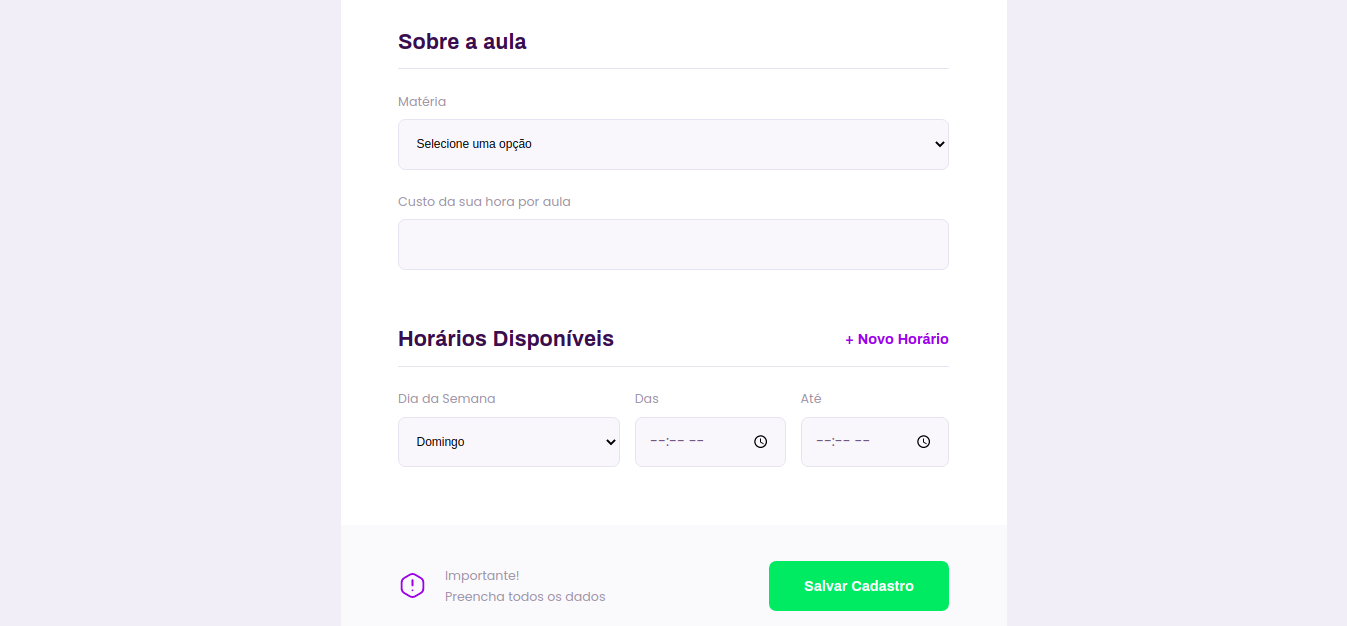 Sobre a aula
Matéria
Selecione uma opção
Custo da sua hora por aula
Horários Disponíveis
+ Novo Horário
Dia da Semana
Das
Até
Domingo
--:-- --
--:-- --
Importante!
Preencha todos os dados
Salvar Cadastro